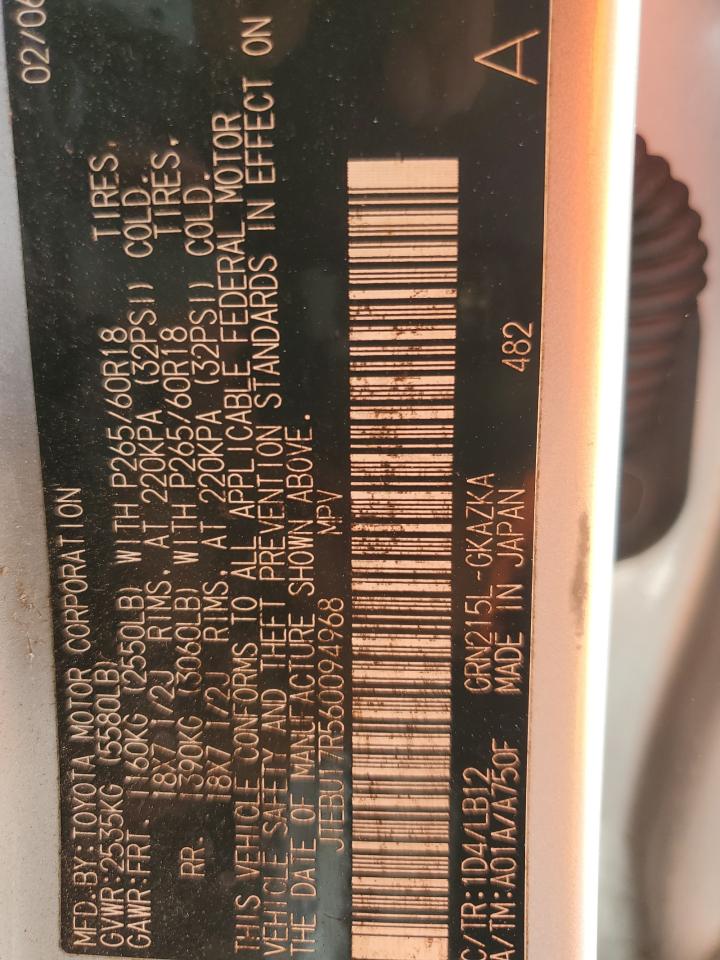 MFD.BY:TOYOTA MOTOR CORPORATION 02/06
GVWR:2535KG (5580LB)
GAWR:FRT. 1160KG (2550LB) WITH P265/60R18 TIRES,
18X7 1/2J RIMS, AT 220KPA (32PSI) COLD.
RR. 1390KG (3060LB) WITH P265/60R18 TIRES,
18X7 1/2J RIMS, AT 220KPA (32PSI) COLD.
THIS VEHICLE CONFORMS TO ALL APPLICABLE FEDERAL MOTOR
VEHICLE SAFETY AND THEFT PREVENTION STANDARDS IN EFFECT ON
THE DATE OF MANUFACTURE SHOWN ABOVE.
JTEBU17R560094968 MPV
C/TR:1D4/LB12 GRN215L-GKAZKA
A/TM:A01A/A750F MADE IN JAPAN 482 A